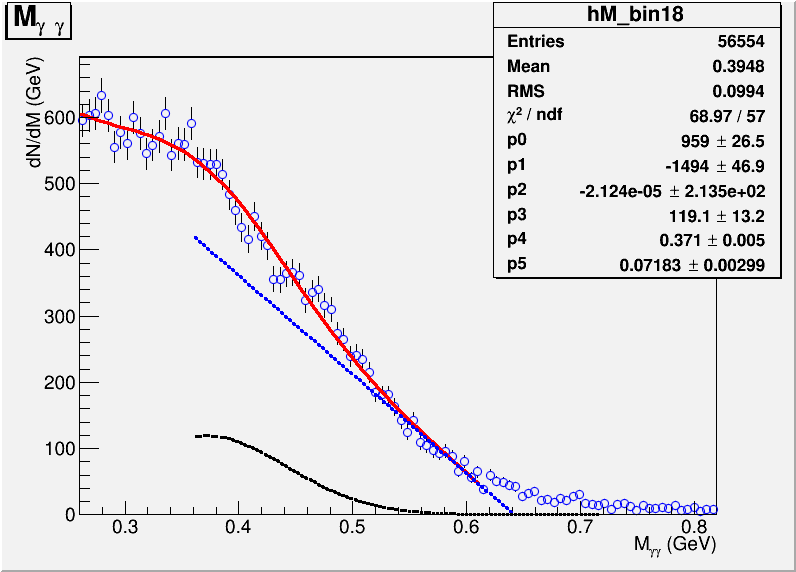 M γ γ
hM_bin18
Entries 56554
Mean 0.3948
RMS 0.0994
χ² / ndf 68.97 / 57
p0 959 ± 26.5
p1 -1494 ± 46.9
p2 -2.124e-05 ± 2.135e+02
p3 119.1 ± 13.2
p4 0.371 ± 0.005
p5 0.07183 ± 0.00299
dN/dM (GeV)
600
500
400
300
200
100
0
0.3 0.4 0.5 0.6 0.7 0.8
M γγ (GeV)